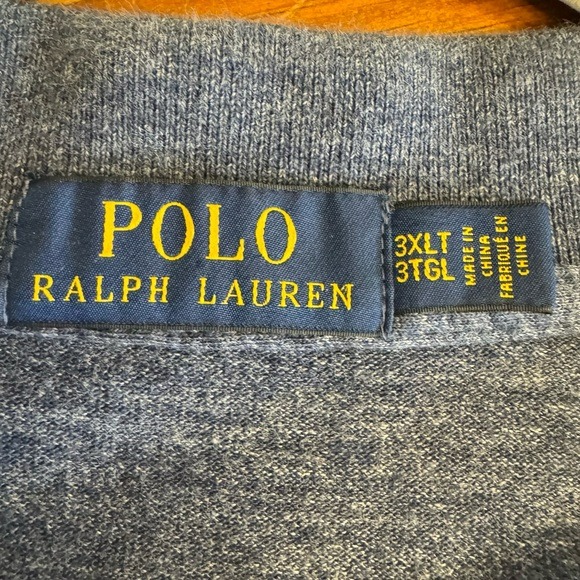 POLO
RALPH LAUREN
3XLT
3TGL
MADE IN
CHINA
FABRIQUÉ EN
CHINE